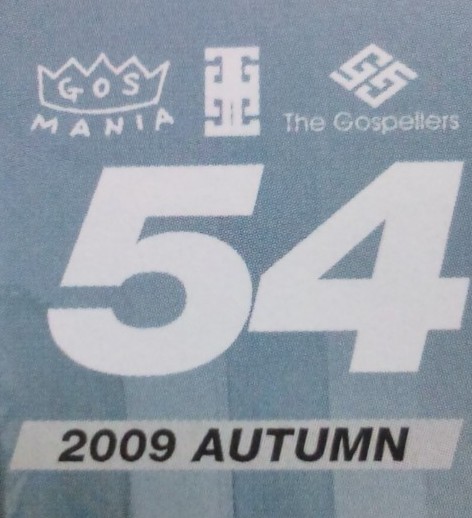 GOS
MANIA
The Gospellers
54
2009 AUTUMN